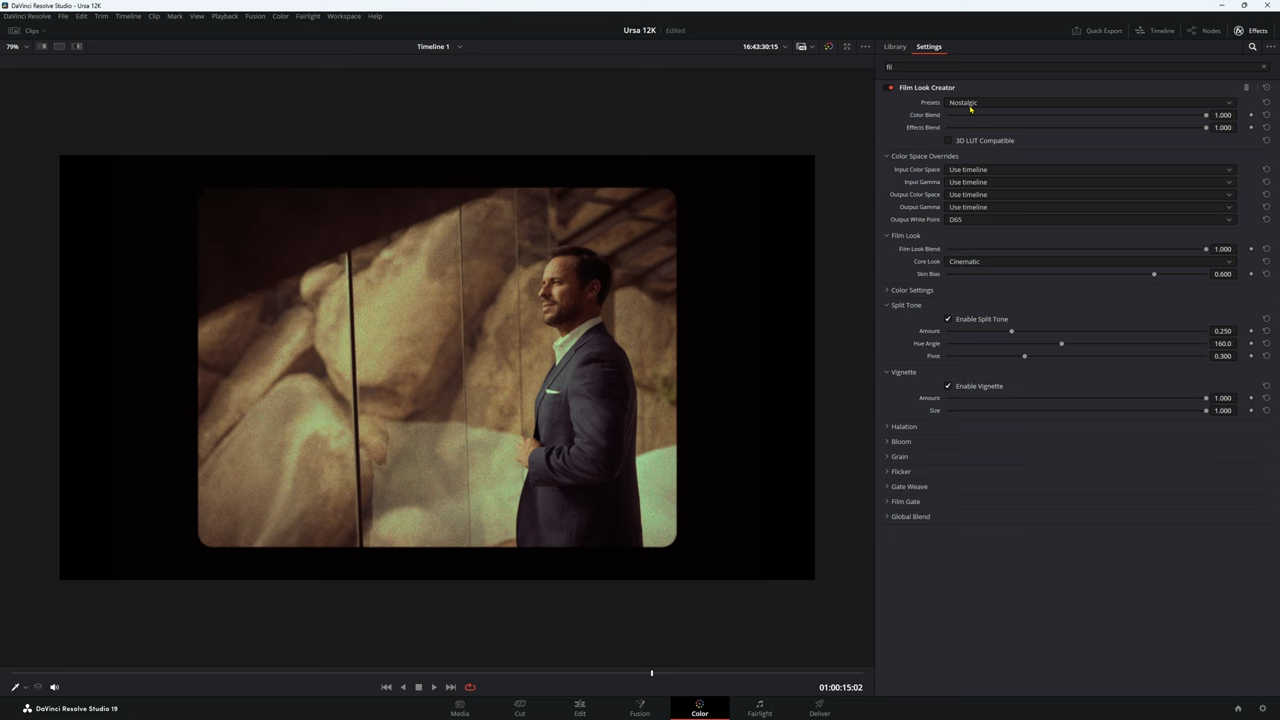 DaVinci Resolve Studio - Ursa 12K
DaVinci Resolve File Edit Trim Timeline Clip Mark View Playback Fusion Color Fairlight Workspace Help
Clips Ursa 12K Edited Quick Export Timeline Nodes Effects
79% Timeline 1 16:43:30:15 Library Settings
fil
Film Look Creator
Presets Nostalgic
Color Blend 1.000
Effects Blend 1.000
3D LUT Compatible
Color Space Overrides
Input Color Space Use timeline
Input Gamma Use timeline
Output Color Space Use timeline
Output Gamma Use timeline
Output White Point D65
Film Look
Film Look Blend 1.000
Core Look Cinematic
Skin Bias 0.600
Color Settings
Split Tone
Enable Split Tone
Amount 0.250
Hue Angle 160.0
Pivot 0.300
Vignette
Enable Vignette
Amount 1.000
Size 1.000
Halation
Bloom
Grain
Flicker
Gate Weave
Film Gate
Global Blend
01:00:15:02
DaVinci Resolve Studio 19 Media Cut Edit Fusion Color Fairlight Deliver